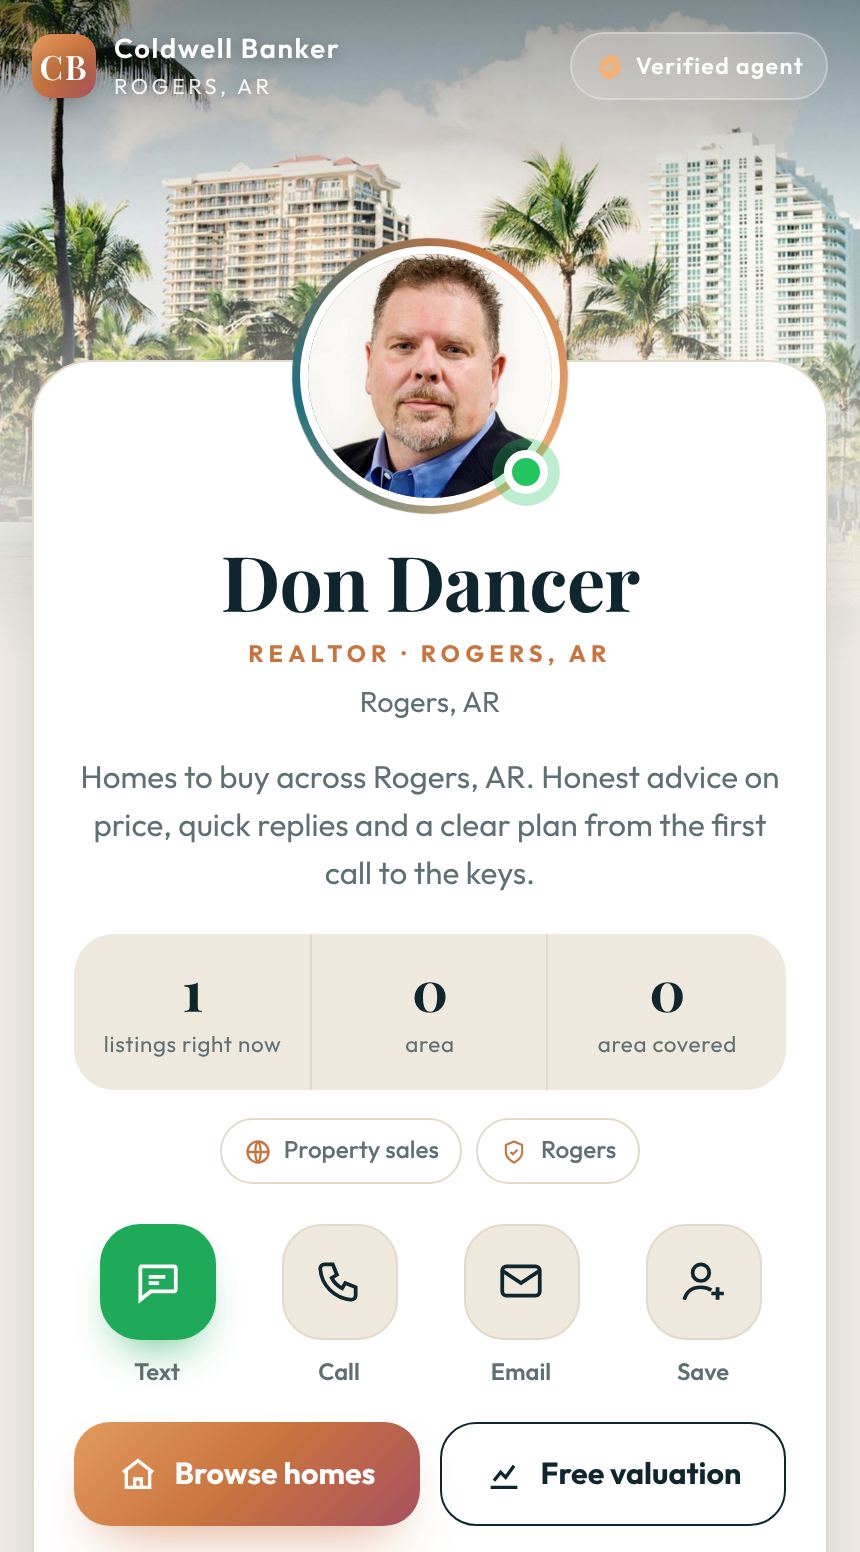 CB
Coldwell Banker
ROGERS, AR
Verified agent
Don Dancer
REALTOR · ROGERS, AR
Rogers, AR
Homes to buy across Rogers, AR. Honest advice on
price, quick replies and a clear plan from the first
call to the keys.
1
listings right now
0
area
0
area covered
Property sales
Rogers
Text
Call
Email
Save
Browse homes
Free valuation